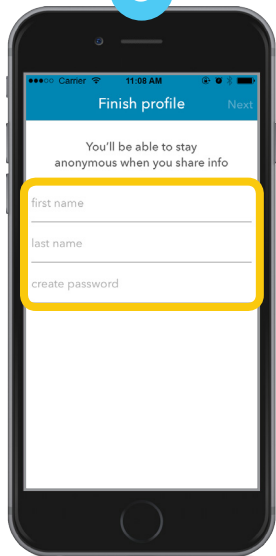 Carrier 11:08 AM
Finish profile Next
You'll be able to stay
anonymous when you share info
first name
last name
create password